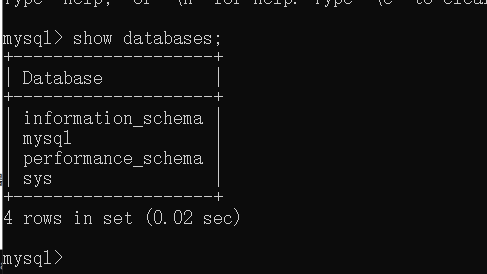 Type 'help;' or '\h' for help. Type '\c' to clea
mysql> show databases;
+--------------------+
| Database           |
+--------------------+
| information_schema |
| mysql              |
| performance_schema |
| sys                |
+--------------------+
4 rows in set (0.02 sec)
mysql>